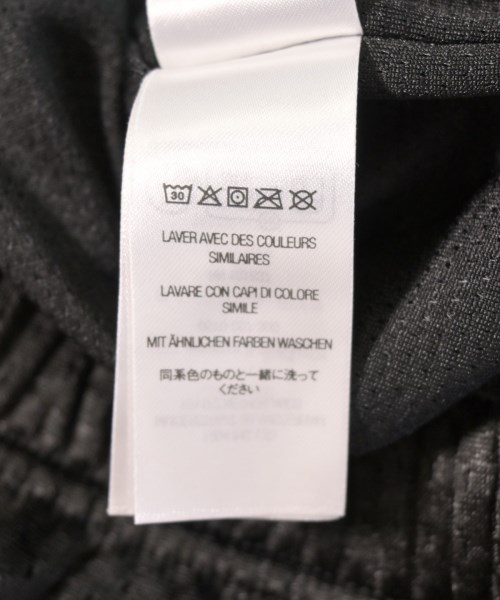 30
LAVER AVEC DES COULEURS
SIMILAIRES
LAVARE CON CAPI DI COLORE
SIMILE
MIT ÄHNLICHEN FARBEN WASCHEN
同系色のものと一緒に洗って
ください